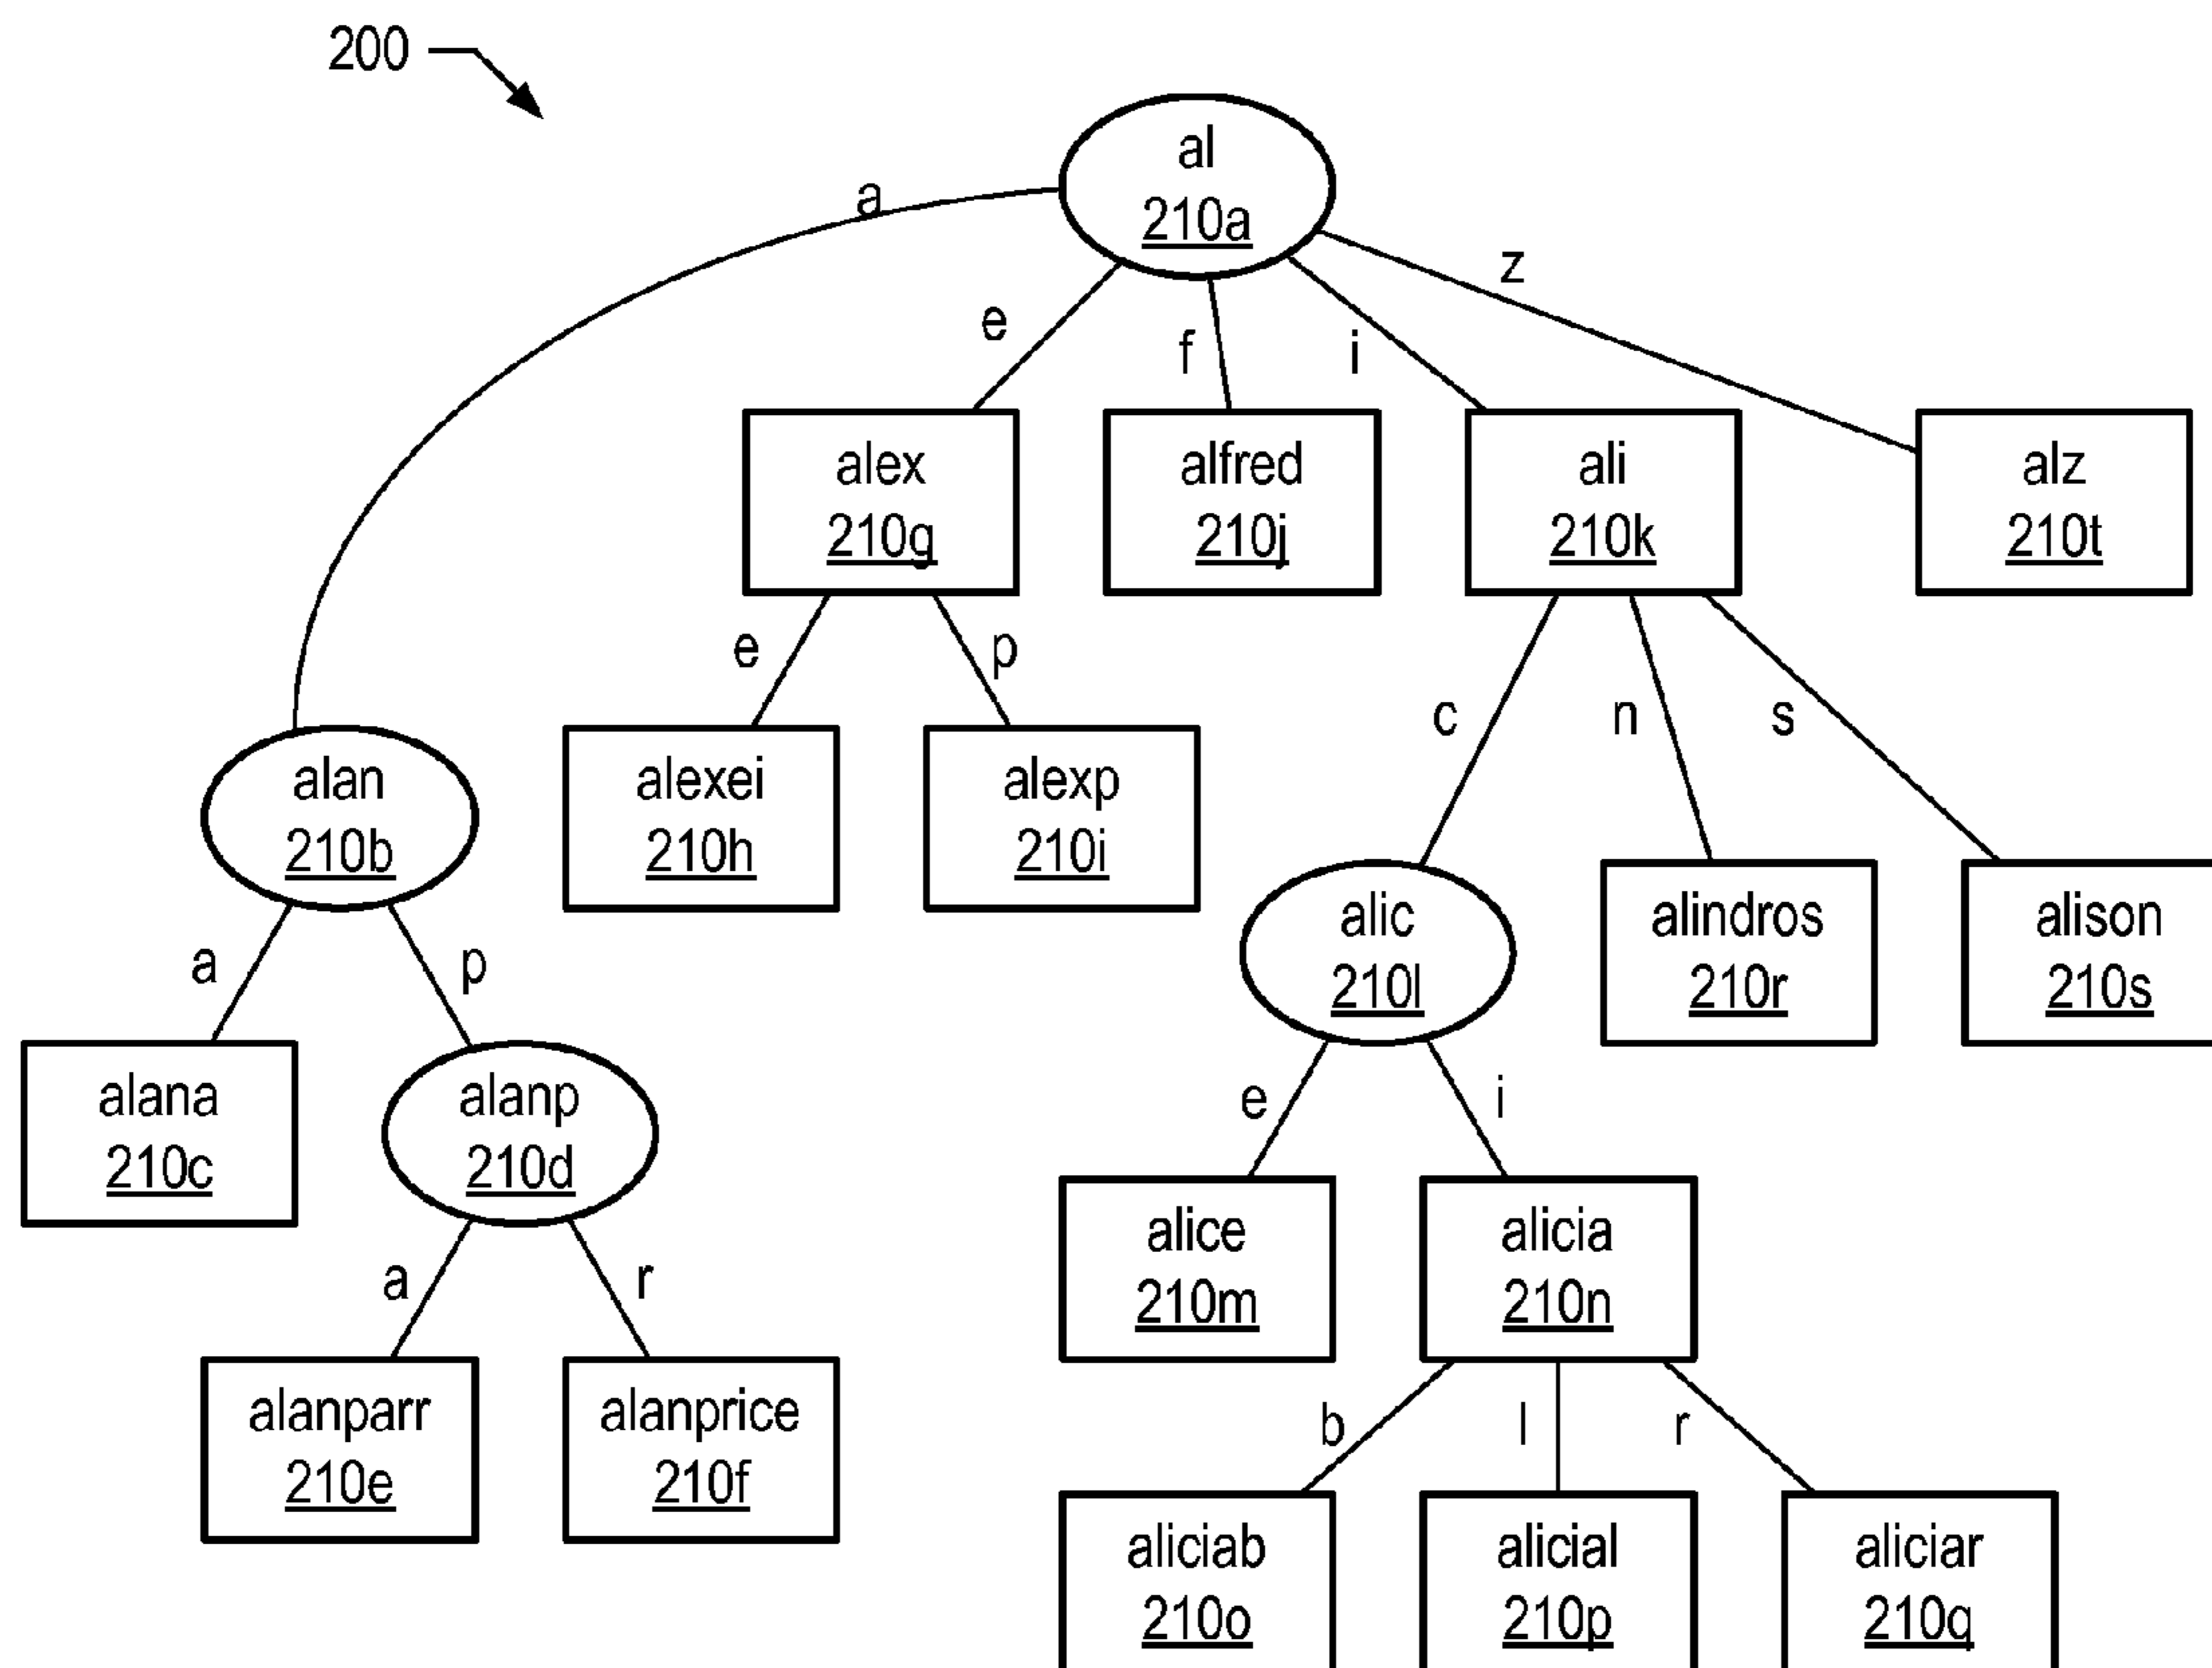 200
al
210a
a
e
f
i
z
alex
210g
alfred
210j
ali
210k
alz
210t
e
p
c
n
s
alan
210b
alexei
210h
alexp
210i
alic
210l
alindros
210r
alison
210s
a
p
e
i
alana
210c
alanp
210d
alice
210m
alicia
210n
a
r
b
l
r
alanparr
210e
alanprice
210f
aliciab
210o
alicial
210p
aliciar
210q